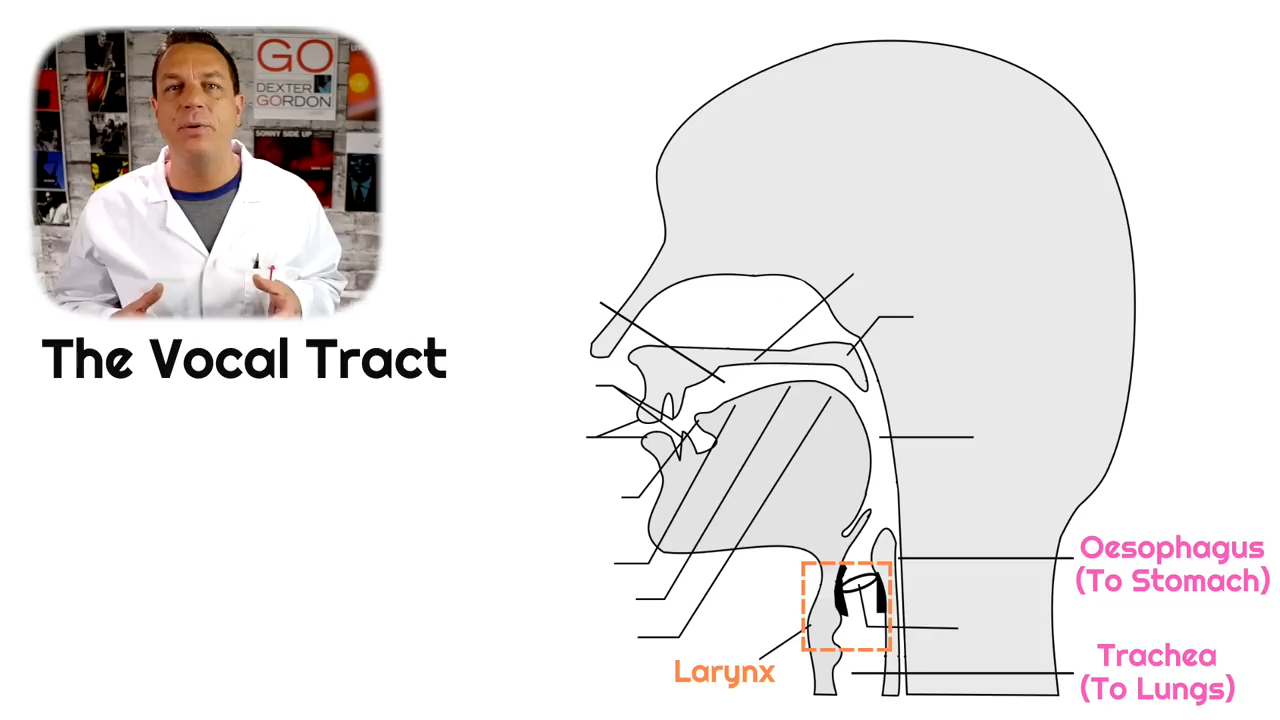 GO
DEXTER
GORDON
SONNY SIDE UP
The Vocal Tract
Oesophagus
(To Stomach)
Trachea
(To Lungs)
Larynx